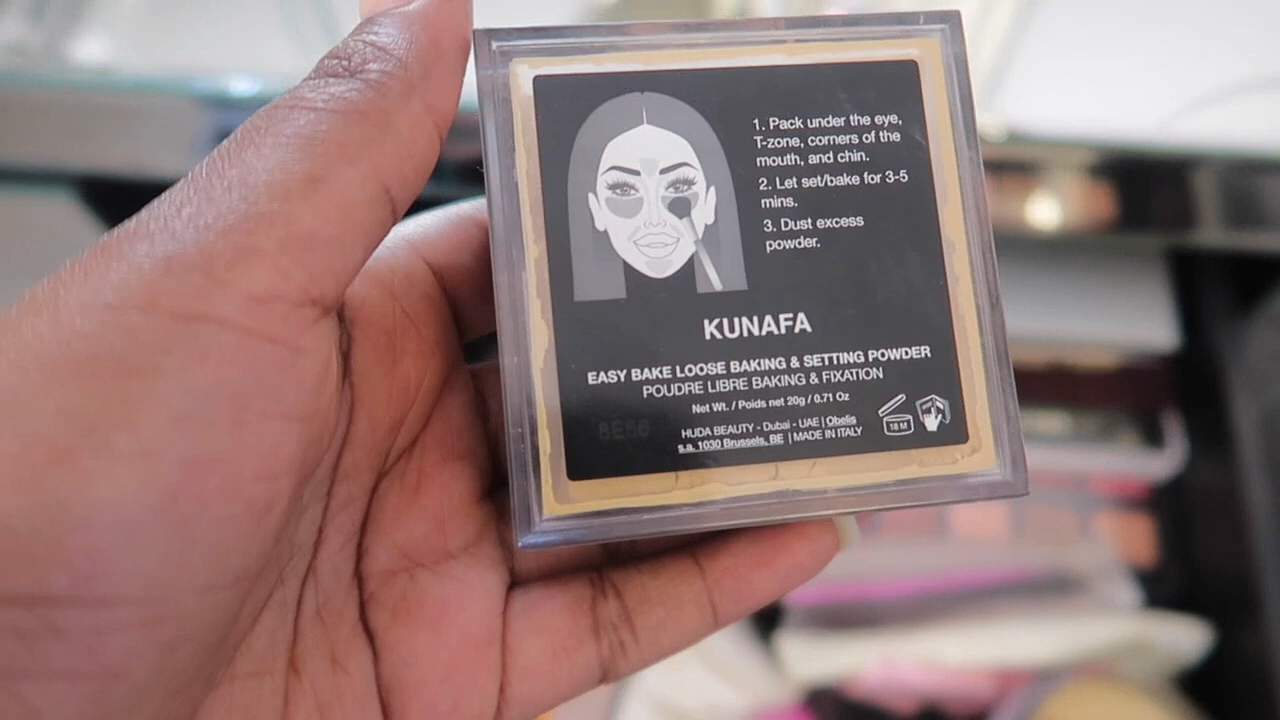 1. Pack under the eye,
T-zone, corners of the
mouth, and chin.
2. Let set/bake for 3-5
mins.
3. Dust excess
powder.
KUNAFA
EASY BAKE LOOSE BAKING & SETTING POWDER
POUDRE LIBRE BAKING & FIXATION
Net Wt. / Poids net 20g / 0.71 Oz
HUDA BEAUTY - Dubai - UAE | Obelis
s.a. 1030 Brussels, BE | MADE IN ITALY
18 M